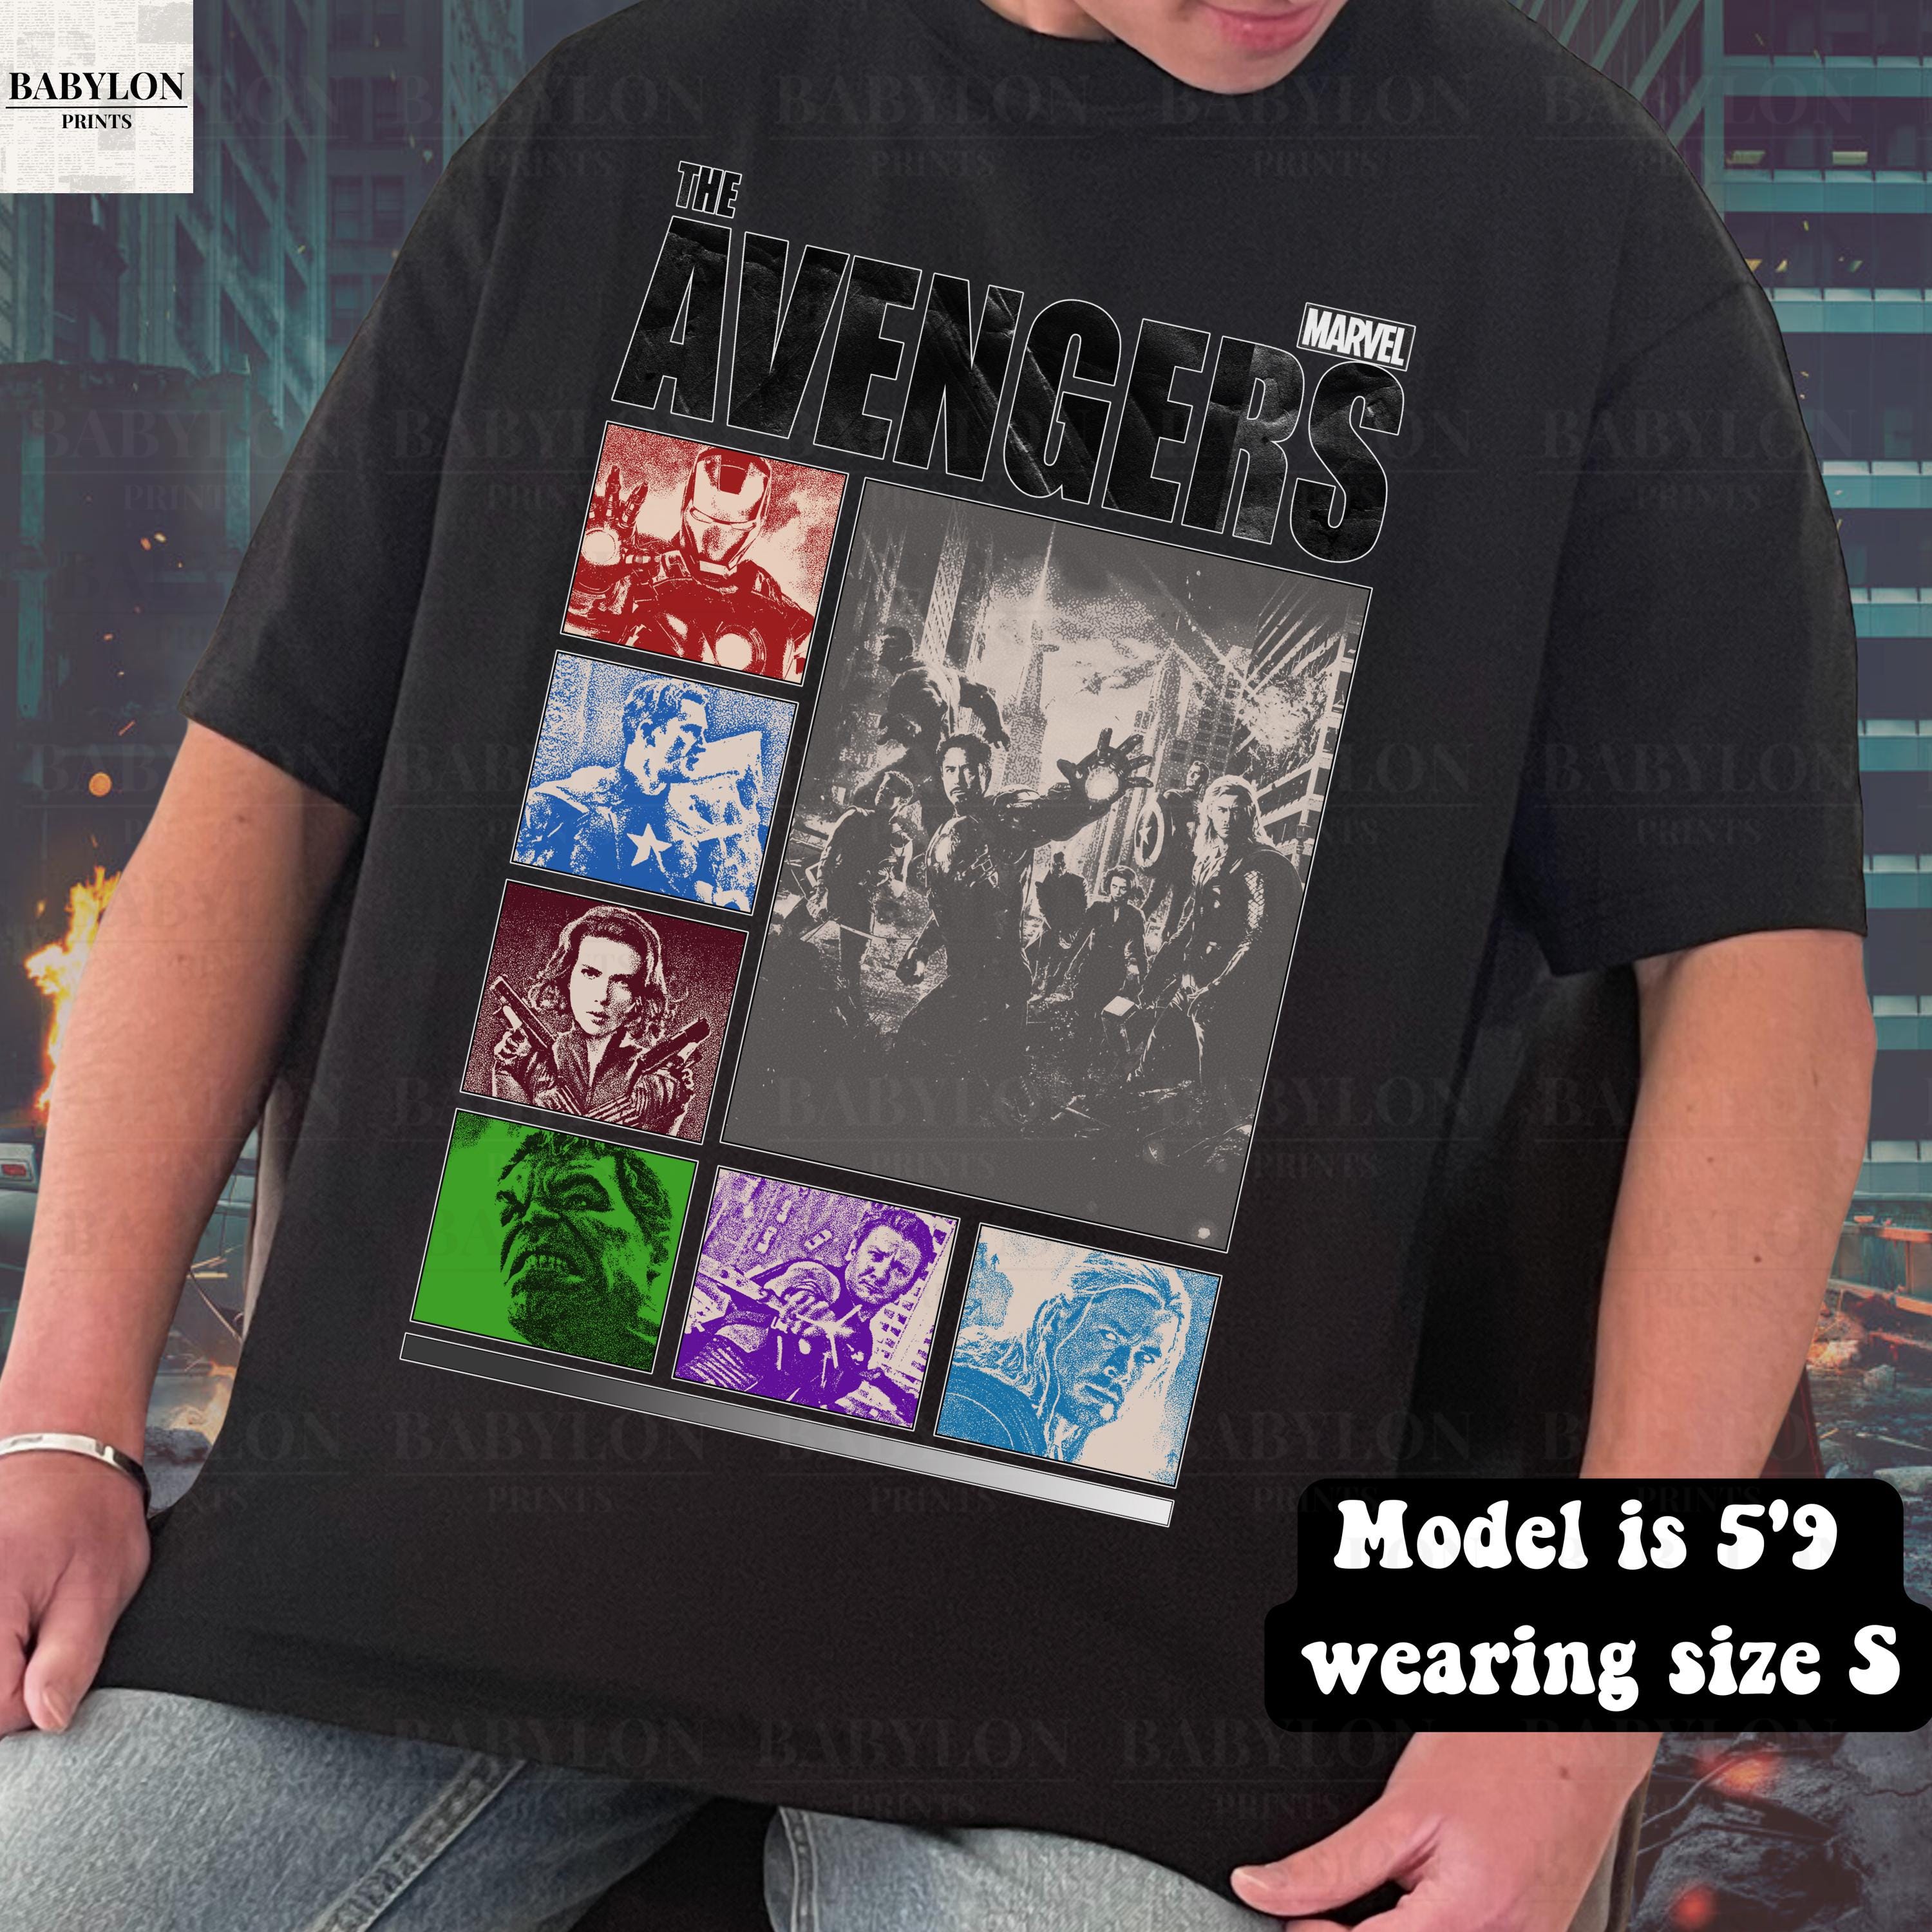 BABYLON
PRINTS
THE
AVENGERS
MARVEL
Model is 5'9
wearing size S